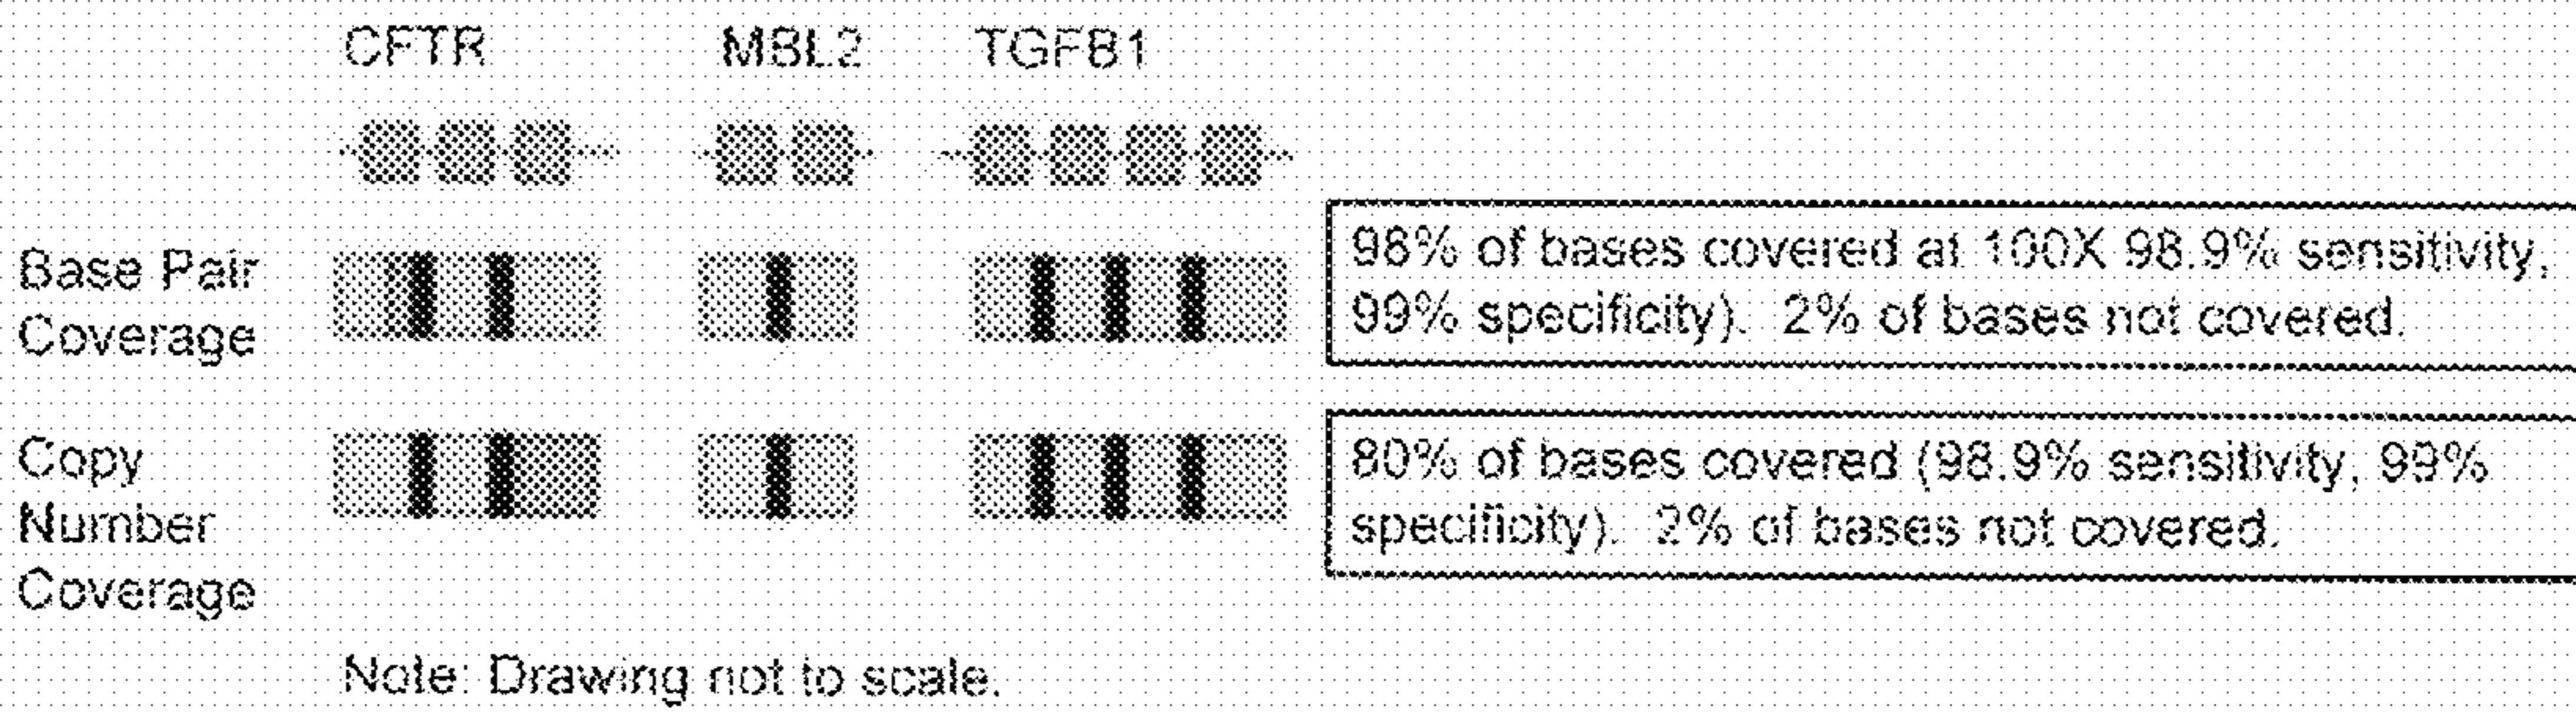 CFTR MBL2 TGFB1
Base Pair
Coverage
98% of bases covered at 100X 98.9% sensitivity,
99% specificity). 2% of bases not covered.
Copy
Number
Coverage
80% of bases covered (98.9% sensitivity, 99%
specificity). 2% of bases not covered.
Note: Drawing not to scale.